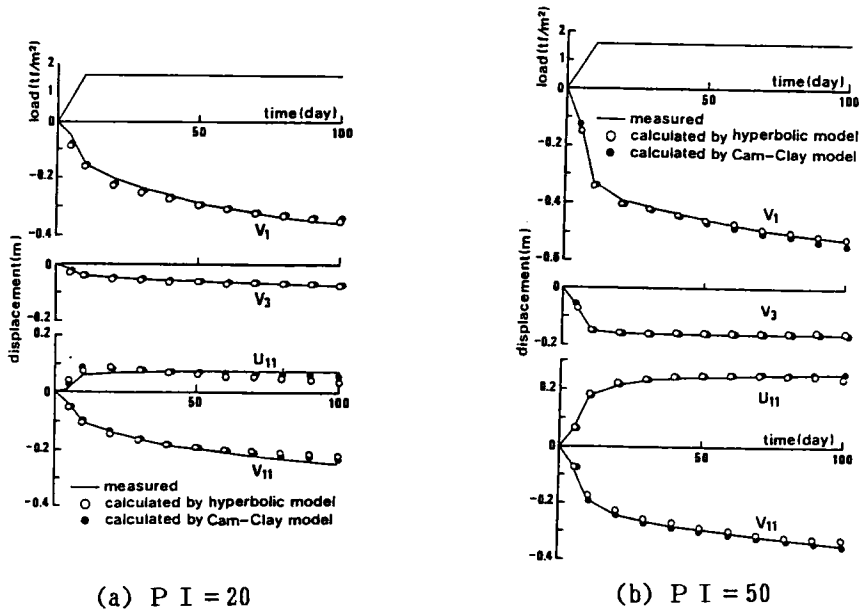 load(tf/m²)
2
1
0
time(day)
50
100
-0.2
-0.4
V₁
displacement(m)
0
-0.2
V₃
0.2
0
-0.2
-0.4
U₁₁
50
100
V₁₁
measured
calculated by hyperbolic model
calculated by Cam-Clay model
(a) P I = 20
load(tf/m²)
2
1
0
time(day)
50
100
measured
calculated by hyperbolic model
calculated by Cam-Clay model
-0.2
-0.4
V₁
displacement(m)
0
-0.2
V₃
0.2
0
-0.2
-0.4
U₁₁
time(day)
50
100
V₁₁
(b) P I = 50